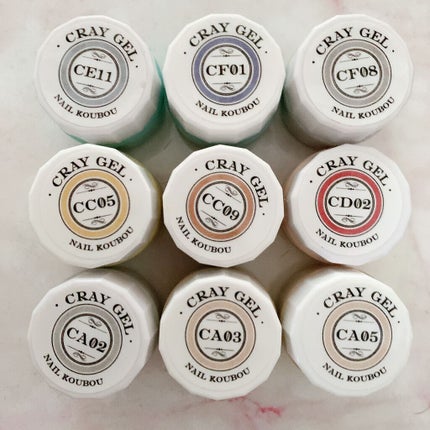 · CRAY GEL ·
CE11
NAIL KOUBOU
· CRAY GEL ·
CF01
NAIL KOUBOU
· CRAY GEL ·
CF08
NAIL KOUBOU
· CRAY GEL ·
CC05
NAIL KOUBOU
· CRAY GEL ·
CC09
NAIL KOUBOU
· CRAY GEL ·
CD02
NAIL KOUBOU
· CRAY GEL ·
CA02
NAIL KOUBOU
· CRAY GEL ·
CA03
NAIL KOUBOU
· CRAY GEL ·
CA05
NAIL KOUBOU